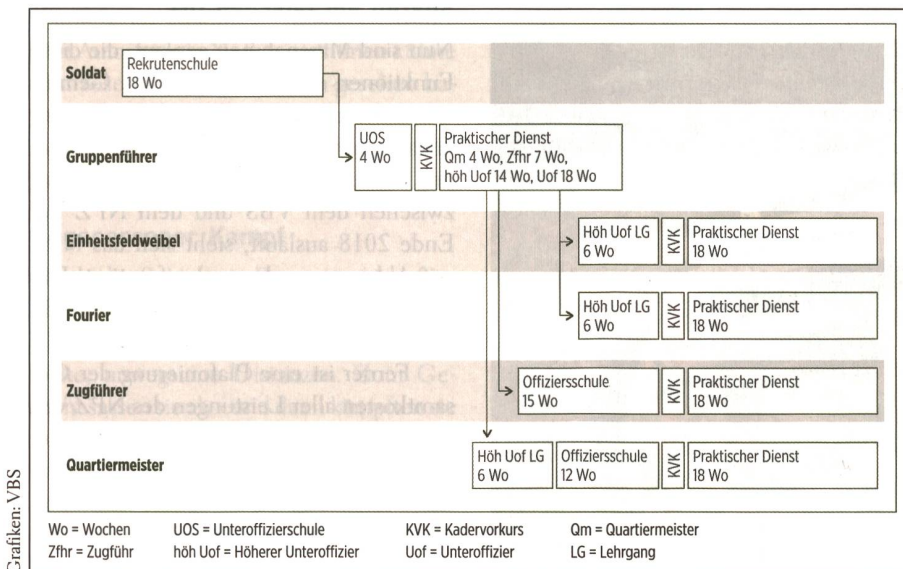 Soldat
Rekrutenschule
18 Wo
Gruppenführer
UOS
4 Wo
KVK
Praktischer Dienst
Qm 4 Wo, Zfhr 7 Wo,
höh Uof 14 Wo, Uof 18 Wo
Einheitsfeldweibel
Höh Uof LG
6 Wo
KVK
Praktischer Dienst
18 Wo
Fourier
Höh Uof LG
6 Wo
KVK
Praktischer Dienst
18 Wo
Zugführer
Offiziersschule
15 Wo
KVK
Praktischer Dienst
18 Wo
Quartiermeister
Höh Uof LG
6 Wo
Offiziersschule
12 Wo
KVK
Praktischer Dienst
18 Wo
Wo = Wochen UOS = Unteroffizierschule KVK = Kadervorkurs Qm = Quartiermeister
Zfhr = Zugführ höh Uof = Höherer Unteroffizier Uof = Unteroffizier LG = Lehrgang
Grafiken: VBS